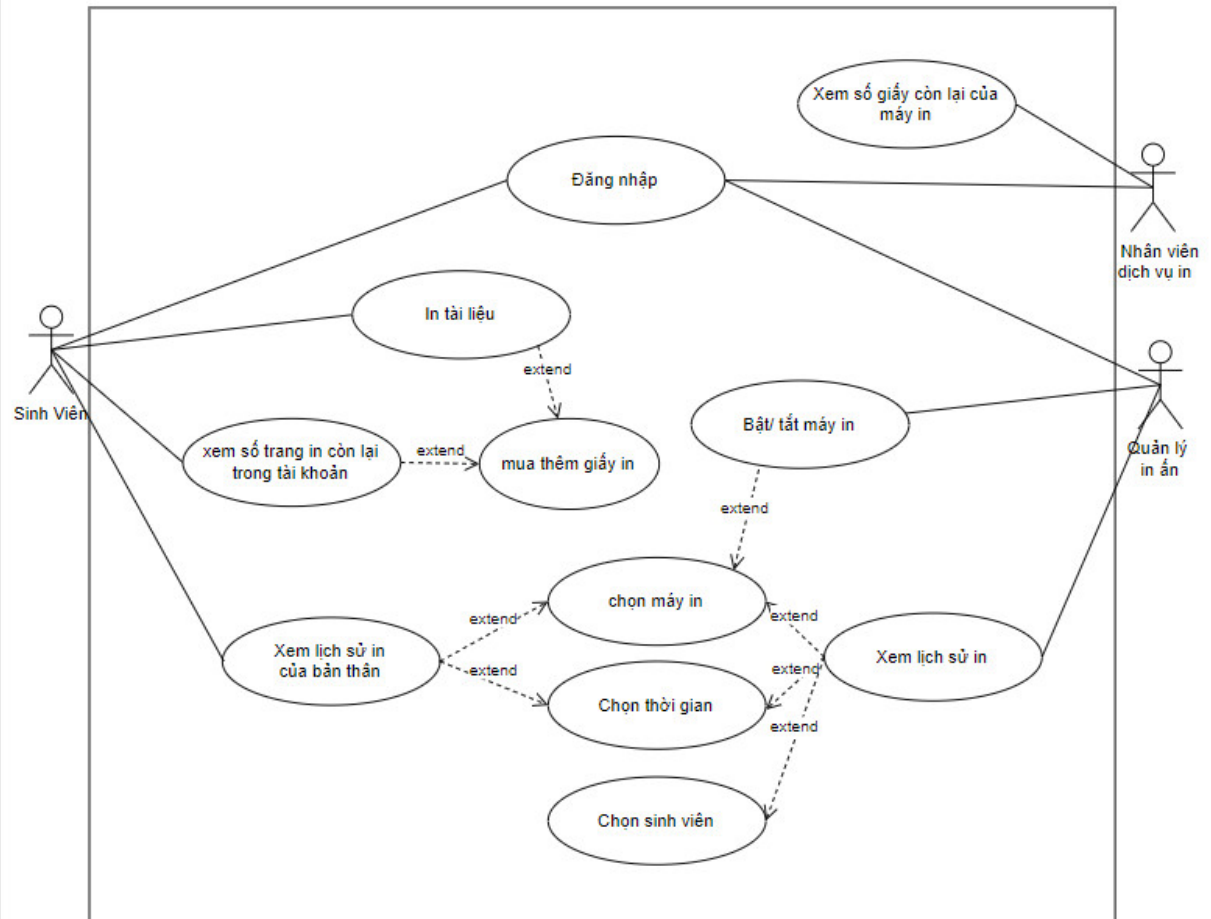 Xem số giấy còn lại của
máy in
Đăng nhập
Nhân viên
dịch vụ in
In tài liệu
extend
Sinh Viên
Bật/ tắt máy in
Quản lý
in ấn
xem số trang in còn lại
trong tài khoản
extend
mua thêm giấy in
extend
chọn máy in
extend
extend
Xem lịch sử in
của bản thân
Xem lịch sử in
extend
extend
Chọn thời gian
extend
Chọn sinh viên